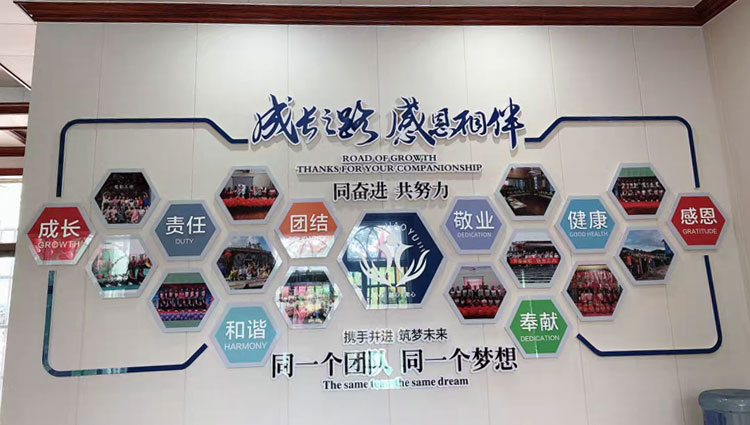 成长之路 感恩相伴
ROAD OF GROWTH
THANKS FOR YOUR COMPANIONSHIP
同奋进 共努力
成长
GROWTH
责任
DUTY
团结
敬业
DEDICATION
健康
GOOD HEALTH
感恩
GRATITUDE
和谐
HARMONY
奉献
DEDICATION
携手并进 筑梦未来
同一个团队 同一个梦想
The same team the same dream